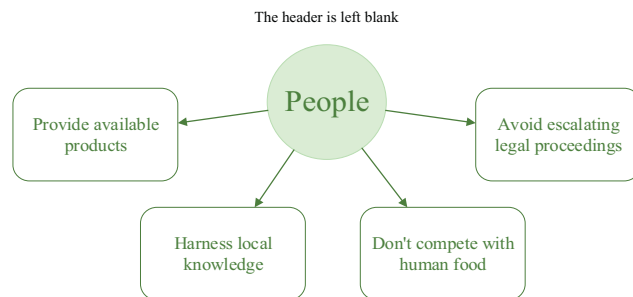 The header is left blank
People
Provide available
products
Avoid escalating
legal proceedings
Harness local
knowledge
Don't compete with
human food